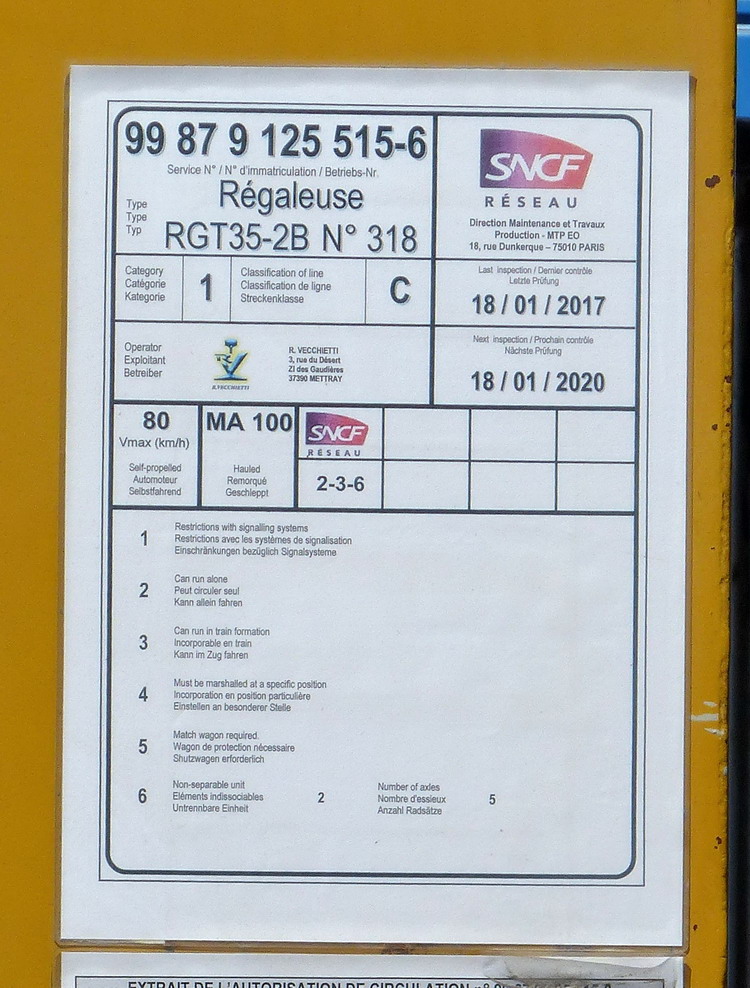 99 87 9 125 515-6
Service N° / N° d'immatriculation / Betriebs-Nr.
Type
Type
Typ
Régaleuse
RGT35-2B N° 318
SNCF
RÉSEAU
Direction Maintenance et Travaux
Production - MTP EO
18, rue Dunkerque – 75010 PARIS
Category
Catégorie
Kategorie
1
Classification of line
Classification de ligne
Streckenklasse
C
Last inspection / Dernier contrôle
Letzte Prüfung
18 / 01 / 2017
Operator
Exploitant
Betreiber
R.VECCHIETTI
R. VECCHIETTI
3, rue du Désert
ZI des Gaudières
37390 METTRAY
Next inspection / Prochain contrôle
Nächste Prüfung
18 / 01 / 2020
80
Vmax (km/h)
Self-propelled
Automoteur
Selbstfahrend
MA 100
Hauled
Remorqué
Geschleppt
SNCF
RÉSEAU
2-3-6
1
Restrictions with signalling systems
Restrictions avec les systèmes de signalisation
Einschränkungen bezüglich Signalsysteme
2
Can run alone
Peut circuler seul
Kann allein fahren
3
Can run in train formation
Incorporable en train
Kann im Zug fahren
4
Must be marshalled at a specific position
Incorporation en position particulière
Einstellen an besonderer Stelle
5
Match wagon required.
Wagon de protection nécessaire
Shutzwagen erforderlich
6
Non-separable unit
Eléments indissociables
Untrennbare Einheit
2
Number of axles
Nombre d'essieux
Anzahl Radsätze
5
EXTRAIT DE L'AUTORISATION DE CIRCULATION